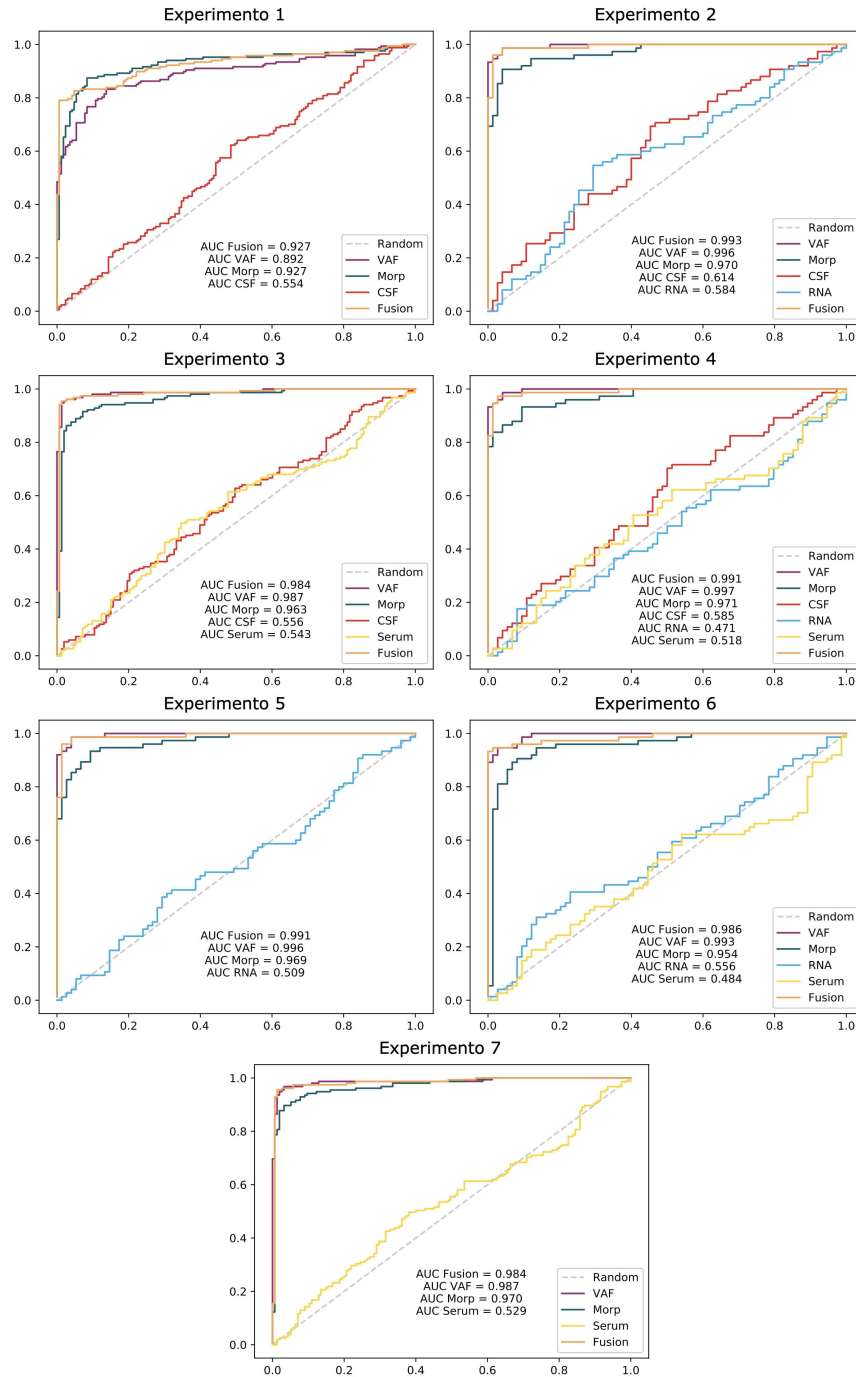 Experimento 1
1.0
0.8
0.6
0.4
0.2
0.0
0.0 0.2 0.4 0.6 0.8 1.0
AUC Fusion = 0.927
AUC VAF = 0.892
AUC Morp = 0.927
AUC CSF = 0.554
Random
VAF
Morp
CSF
Fusion
Experimento 2
1.0
0.8
0.6
0.4
0.2
0.0
0.0 0.2 0.4 0.6 0.8 1.0
AUC Fusion = 0.993
AUC VAF = 0.996
AUC Morp = 0.970
AUC CSF = 0.614
AUC RNA = 0.584
Random
VAF
Morp
CSF
RNA
Fusion
Experimento 3
1.0
0.8
0.6
0.4
0.2
0.0
0.0 0.2 0.4 0.6 0.8 1.0
AUC Fusion = 0.984
AUC VAF = 0.987
AUC Morp = 0.963
AUC CSF = 0.556
AUC Serum = 0.543
Random
VAF
Morp
CSF
Serum
Fusion
Experimento 4
1.0
0.8
0.6
0.4
0.2
0.0
0.0 0.2 0.4 0.6 0.8 1.0
AUC Fusion = 0.991
AUC VAF = 0.997
AUC Morp = 0.971
AUC CSF = 0.585
AUC RNA = 0.471
AUC Serum = 0.518
Random
VAF
Morp
CSF
RNA
Serum
Fusion
Experimento 5
1.0
0.8
0.6
0.4
0.2
0.0
0.0 0.2 0.4 0.6 0.8 1.0
AUC Fusion = 0.991
AUC VAF = 0.996
AUC Morp = 0.969
AUC RNA = 0.509
Random
VAF
Morp
RNA
Fusion
Experimento 6
1.0
0.8
0.6
0.4
0.2
0.0
0.0 0.2 0.4 0.6 0.8 1.0
AUC Fusion = 0.986
AUC VAF = 0.993
AUC Morp = 0.954
AUC RNA = 0.556
AUC Serum = 0.484
Random
VAF
Morp
RNA
Serum
Fusion
Experimento 7
1.0
0.8
0.6
0.4
0.2
0.0
0.0 0.2 0.4 0.6 0.8 1.0
AUC Fusion = 0.984
AUC VAF = 0.987
AUC Morp = 0.970
AUC Serum = 0.529
Random
VAF
Morp
Serum
Fusion